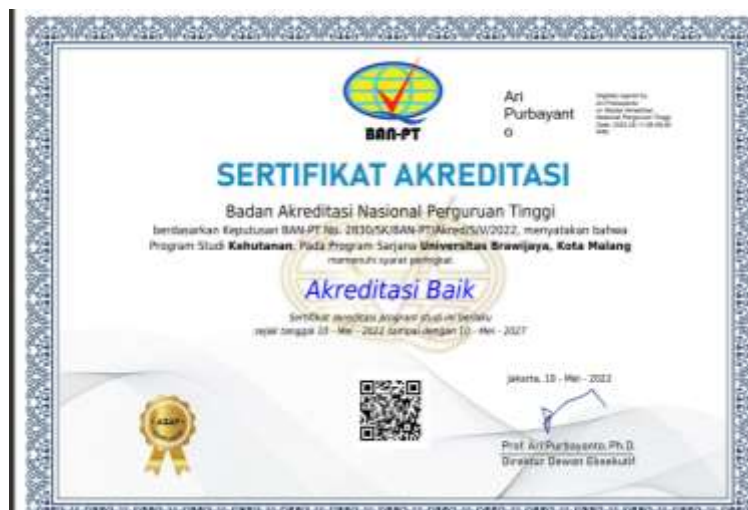 BAN-PT
Ari
Purbayant
o
SERTIFIKAT AKREDITASI
Badan Akreditasi Nasional Perguruan Tinggi
berdasarkan Keputusan BAN-PT No. 2830/SK/BAN-PT/Akred/S/V/2022, menyatakan bahwa
Program Studi Kehutanan, Pada Program Sarjana Universitas Brawijaya, Kota Malang
memenuhi syarat peringkat
Akreditasi Baik
Sertifikat akreditasi program studi ini berlaku
sejak tanggal 10 - Mei - 2022 sampai dengan 10 - Mei - 2027
Jakarta, 10 - Mei - 2022
Prof. Ari Purbayanto, Ph.D.
Direktur Dewan Eksekutif